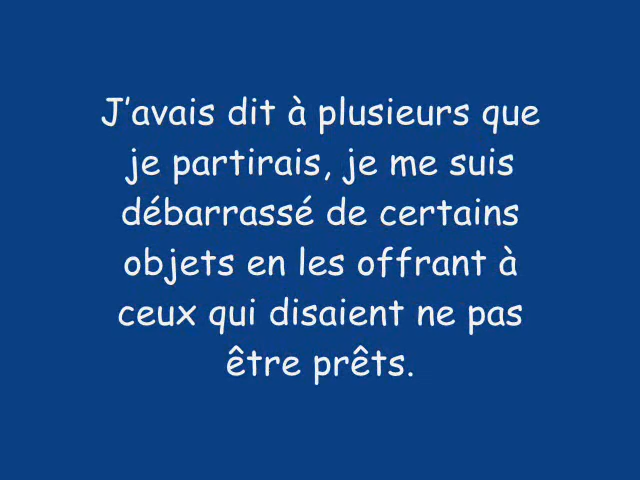 J’avais dit à plusieurs que
je partirais, je me suis
débarrassé de certains
objets en les offrant à
ceux qui disaient ne pas
être prêts.